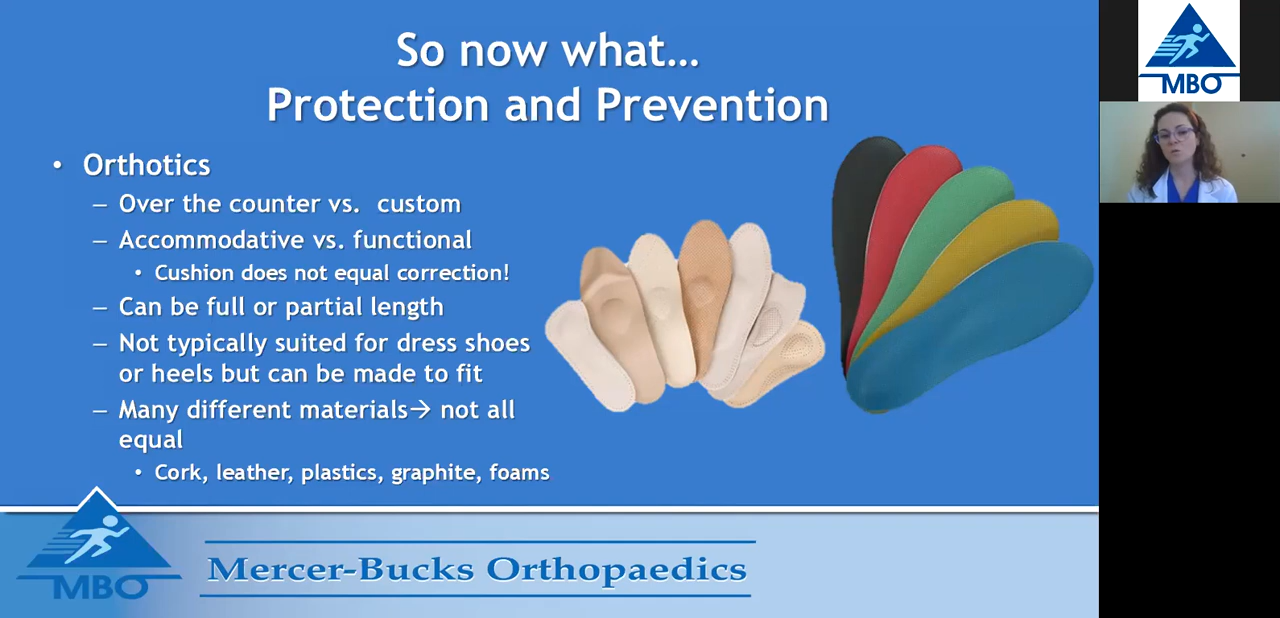 So now what…
Protection and Prevention
• Orthotics
– Over the counter vs.  custom
– Accommodative vs. functional
• Cushion does not equal correction!
– Can be full or partial length
– Not typically suited for dress shoes
or heels but can be made to fit
– Many different materials→ not all
equal
• Cork, leather, plastics, graphite, foams
MBO
Mercer-Bucks Orthopaedics
MBO